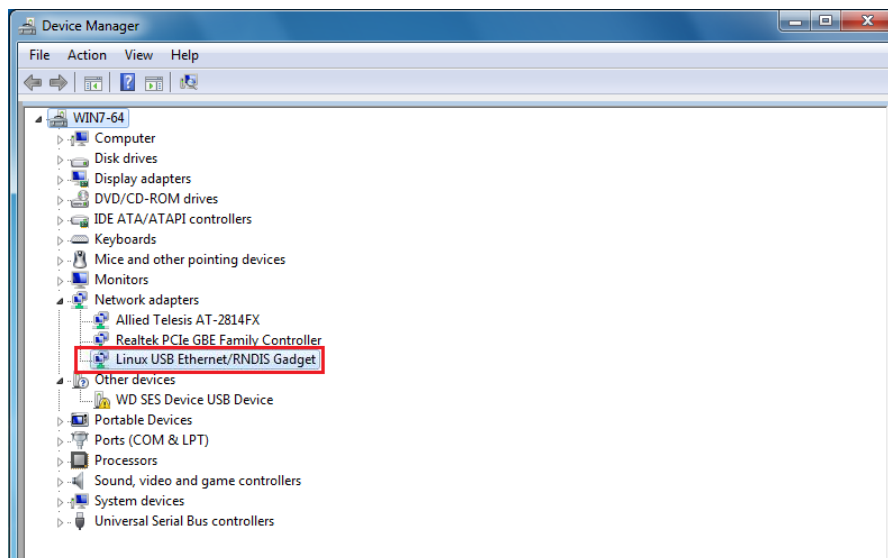 Device Manager
File Action View Help
WIN7-64
Computer
Disk drives
Display adapters
DVD/CD-ROM drives
IDE ATA/ATAPI controllers
Keyboards
Mice and other pointing devices
Monitors
Network adapters
Allied Telesis AT-2814FX
Realtek PCIe GBE Family Controller
Linux USB Ethernet/RNDIS Gadget
Other devices
WD SES Device USB Device
Portable Devices
Ports (COM & LPT)
Processors
Sound, video and game controllers
System devices
Universal Serial Bus controllers